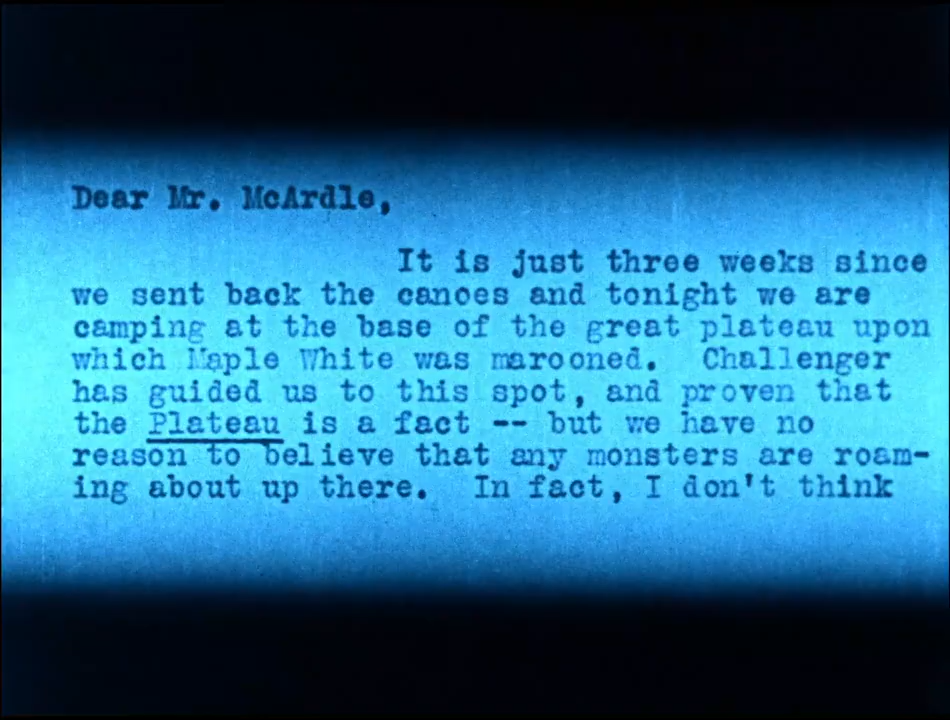 Dear Mr. McArdle,
It is just three weeks since
we sent back the canoes and tonight we are
camping at the base of the great plateau upon
which Maple White was marooned. Challenger
has guided us to this spot, and proven that
the Plateau is a fact -- but we have no
reason to believe that any monsters are roam-
ing about up there. In fact, I don't think